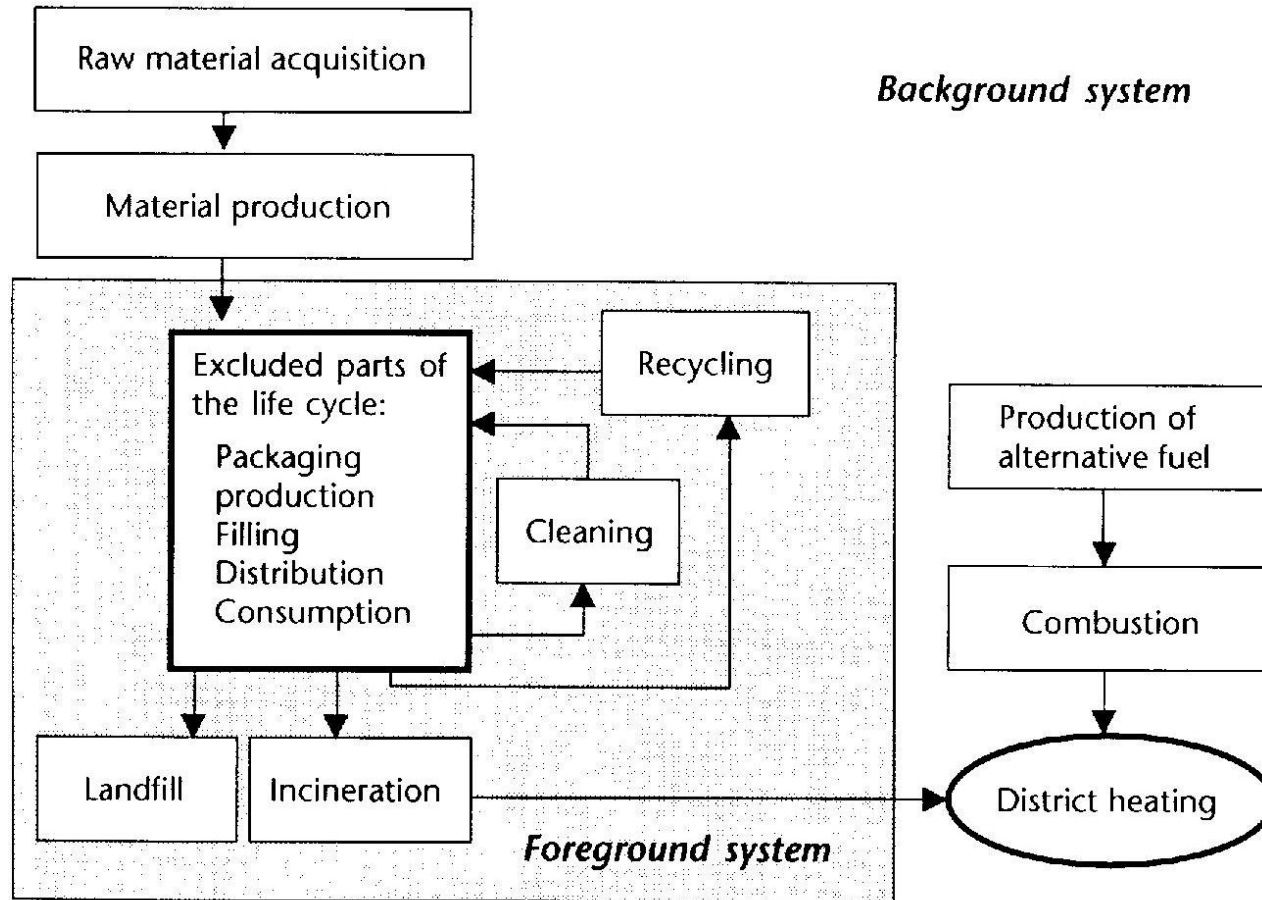 Raw material acquisition
Background system
Material production
Excluded parts of
the life cycle:
Packaging
production
Filling
Distribution
Consumption
Recycling
Cleaning
Production of
alternative fuel
Combustion
Landfill
Incineration
District heating
Foreground system